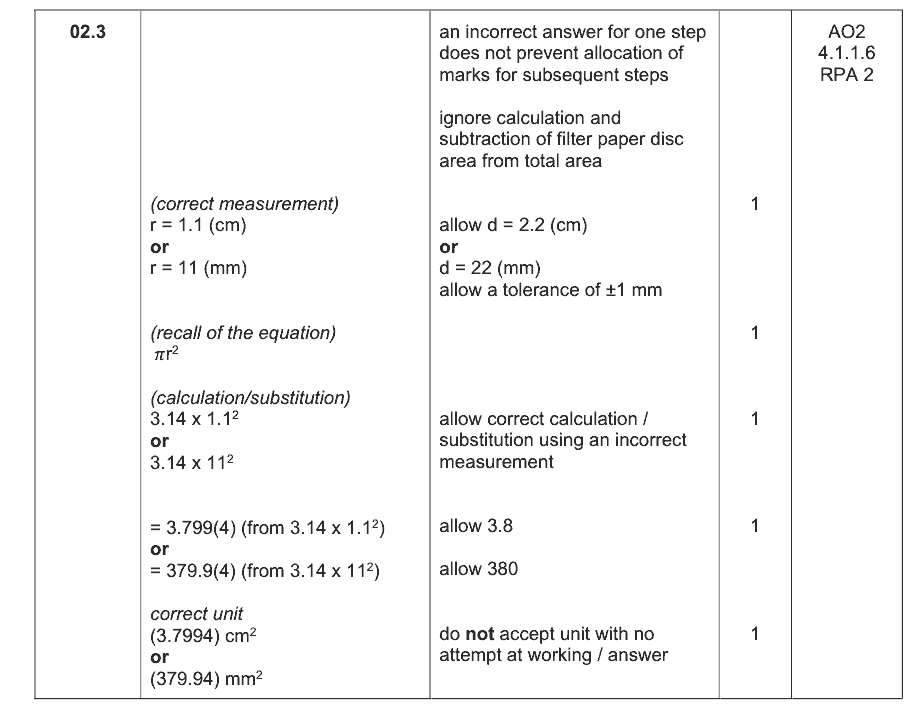 02.3
an incorrect answer for one step
does not prevent allocation of
marks for subsequent steps
AO2
4.1.1.6
RPA 2
ignore calculation and
subtraction of filter paper disc
area from total area
(correct measurement)
1
r = 1.1 (cm)
allow d = 2.2 (cm)
or
or
r = 11 (mm)
d = 22 (mm)
allow a tolerance of ±1 mm
(recall of the equation)
1
πr²
(calculation/substitution)
3.14 x 1.1²
allow correct calculation /
1
or
substitution using an incorrect
3.14 x 11²
measurement
= 3.799(4) (from 3.14 x 1.1²)
allow 3.8
1
or
= 379.9(4) (from 3.14 x 11²)
allow 380
correct unit
(3.7994) cm²
do not accept unit with no
1
or
attempt at working / answer
(379.94) mm²